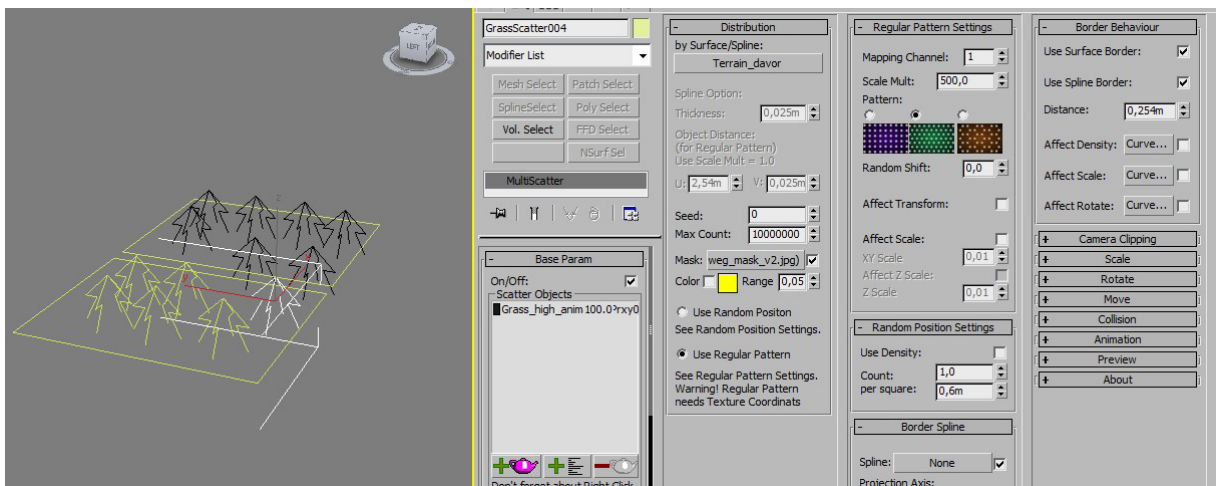 LEFT
GrassScatter004
Modifier List
Mesh Select
Patch Select
SplineSelect
Poly Select
Vol. Select
FFD Select
NSurf Sel
MultiScatter
Base Param
On/Off:
Scatter Objects
Grass_high_anim 100.0²rxy0
Distribution
by Surface/Spline:
Terrain_davor
Spline Option:
Thickness: 0,025m
Object Distance:
(for Regular Pattern)
Use Scale Mult = 1.0
U: 2,54m V: 0,025m
Seed: 0
Max Count: 10000000
Mask: weg_mask_v2.jpg)
Color Range 0,05
Use Random Positon
See Random Position Settings.
Use Regular Pattern
See Regular Pattern Settings.
Warning! Regular Pattern
needs Texture Coordinats
Regular Pattern Settings
Mapping Channel: 1
Scale Mult: 500,0
Pattern:
Random Shift: 0,0
Affect Transform:
Affect Scale:
XY Scale 0,01
Affect Z Scale:
Z Scale 0,01
Random Position Settings
Use Density:
Count: 1,0
per square: 0,6m
Border Spline
Spline: None
Projection Axis:
Border Behaviour
Use Surface Border:
Use Spline Border:
Distance: 0,254m
Affect Density: Curve...
Affect Scale: Curve...
Affect Rotate: Curve...
Camera Clipping
Scale
Rotate
Move
Collision
Animation
Preview
About